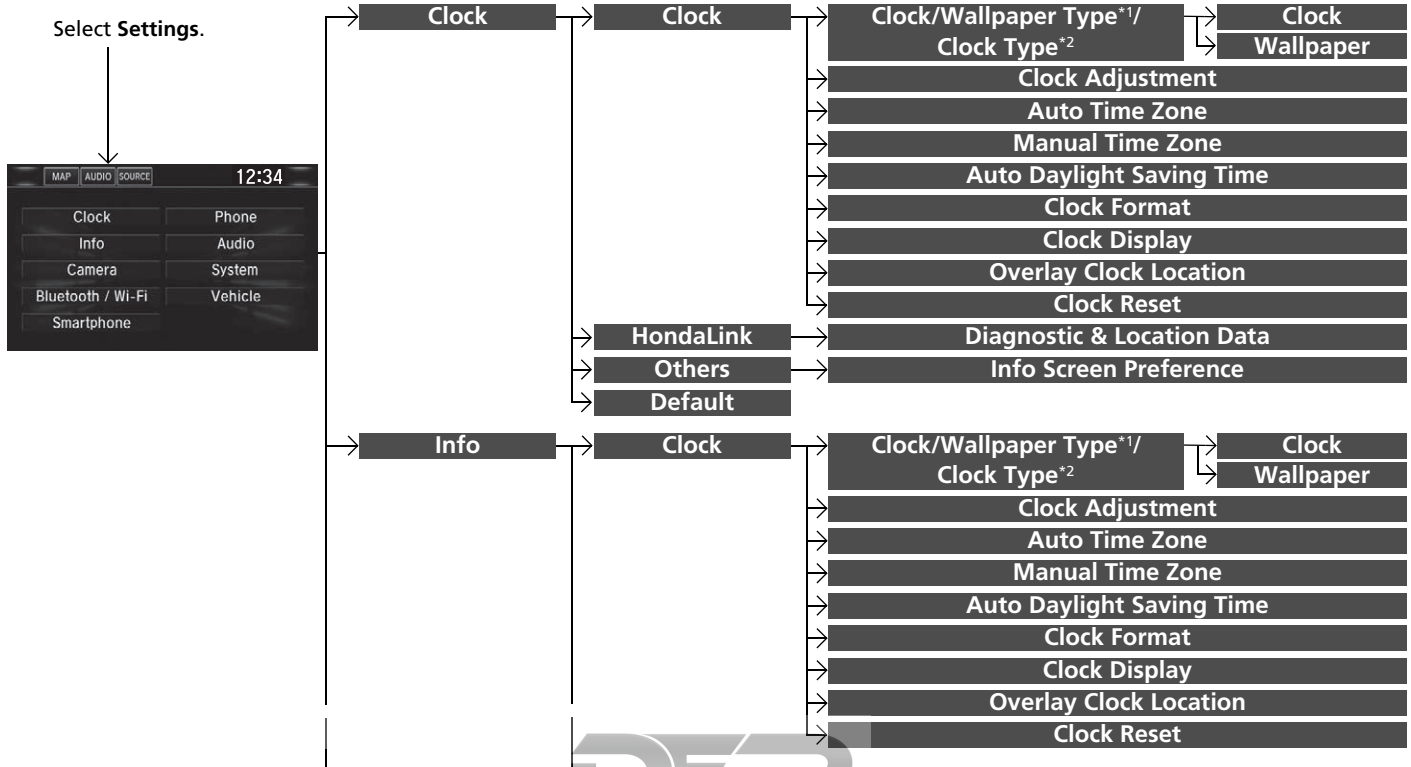 Select Settings.
MAP AUDIO SOURCE 12:34
Clock Phone
Info Audio
Camera System
Bluetooth / Wi-Fi Vehicle
Smartphone
Clock
Clock
Clock/Wallpaper Type*1/
Clock Type*2
Clock
Wallpaper
Clock Adjustment
Auto Time Zone
Manual Time Zone
Auto Daylight Saving Time
Clock Format
Clock Display
Overlay Clock Location
Clock Reset
HondaLink
Diagnostic & Location Data
Others
Info Screen Preference
Default
Info
Clock
Clock/Wallpaper Type*1/
Clock Type*2
Clock
Wallpaper
Clock Adjustment
Auto Time Zone
Manual Time Zone
Auto Daylight Saving Time
Clock Format
Clock Display
Overlay Clock Location
Clock Reset